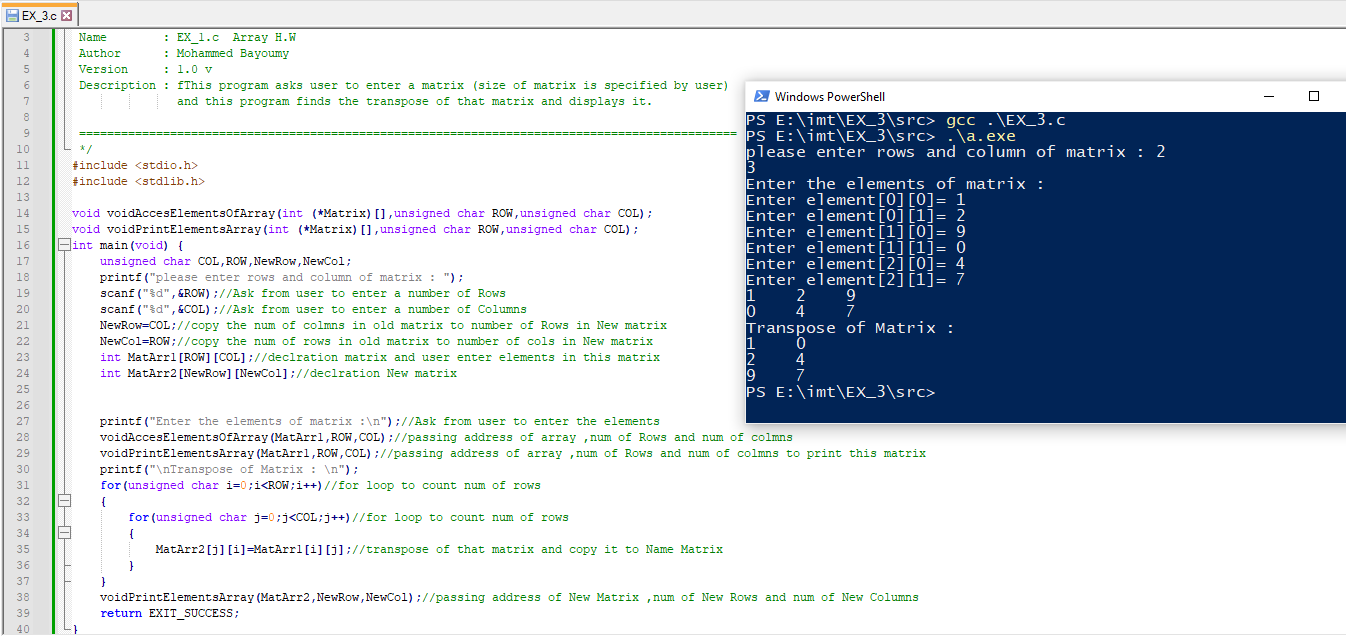 EX_3.c
3 Name : EX_1.c Array H.W
4 Author : Mohammed Bayoumy
5 Version : 1.0 v
6 Description : fThis program asks user to enter a matrix (size of matrix is specified by user)
7 and this program finds the transpose of that matrix and displays it.
8
9 ==============================================================================================
10 */
11 #include <stdio.h>
12 #include <stdlib.h>
13
14 void voidAccesElementsOfArray(int (*Matrix)[],unsigned char ROW,unsigned char COL);
15 void voidPrintElementsArray(int (*Matrix)[],unsigned char ROW,unsigned char COL);
16 int main(void) {
17 unsigned char COL,ROW,NewRow,NewCol;
18 printf("please enter rows and column of matrix : ");
19 scanf("%d",&ROW);//Ask from user to enter a number of Rows
20 scanf("%d",&COL);//Ask from user to enter a number of Columns
21 NewRow=COL;//copy the num of colmns in old matrix to number of Rows in New matrix
22 NewCol=ROW;//copy the num of rows in old matrix to number of cols in New matrix
23 int MatArr1[ROW][COL];//declration matrix and user enter elements in this matrix
24 int MatArr2[NewRow][NewCol];//declration New matrix
25
26
27 printf("Enter the elements of matrix :\n");//Ask from user to enter the elements
28 voidAccesElementsOfArray(MatArr1,ROW,COL);//passing address of array ,num of Rows and num of colmns
29 voidPrintElementsArray(MatArr1,ROW,COL);//passing address of array ,num of Rows and num of colmns to print this matrix
30 printf("\nTranspose of Matrix : \n");
31 for(unsigned char i=0;i<ROW;i++)//for loop to count num of rows
32 {
33 for(unsigned char j=0;j<COL;j++)//for loop to count num of rows
34 {
35 MatArr2[j][i]=MatArr1[i][j];//transpose of that matrix and copy it to Name Matrix
36 }
37 }
38 voidPrintElementsArray(MatArr2,NewRow,NewCol);//passing address of New Matrix ,num of New Rows and num of New Columns
39 return EXIT_SUCCESS;
40 }
Windows PowerShell
PS E:\imt\EX_3\src> gcc .\EX_3.c
PS E:\imt\EX_3\src> .\a.exe
please enter rows and column of matrix : 2
3
Enter the elements of matrix :
Enter element[0][0]= 1
Enter element[0][1]= 2
Enter element[1][0]= 9
Enter element[1][1]= 0
Enter element[2][0]= 4
Enter element[2][1]= 7
1 2 9
0 4 7
Transpose of Matrix :
1 0
2 4
9 7
PS E:\imt\EX_3\src>